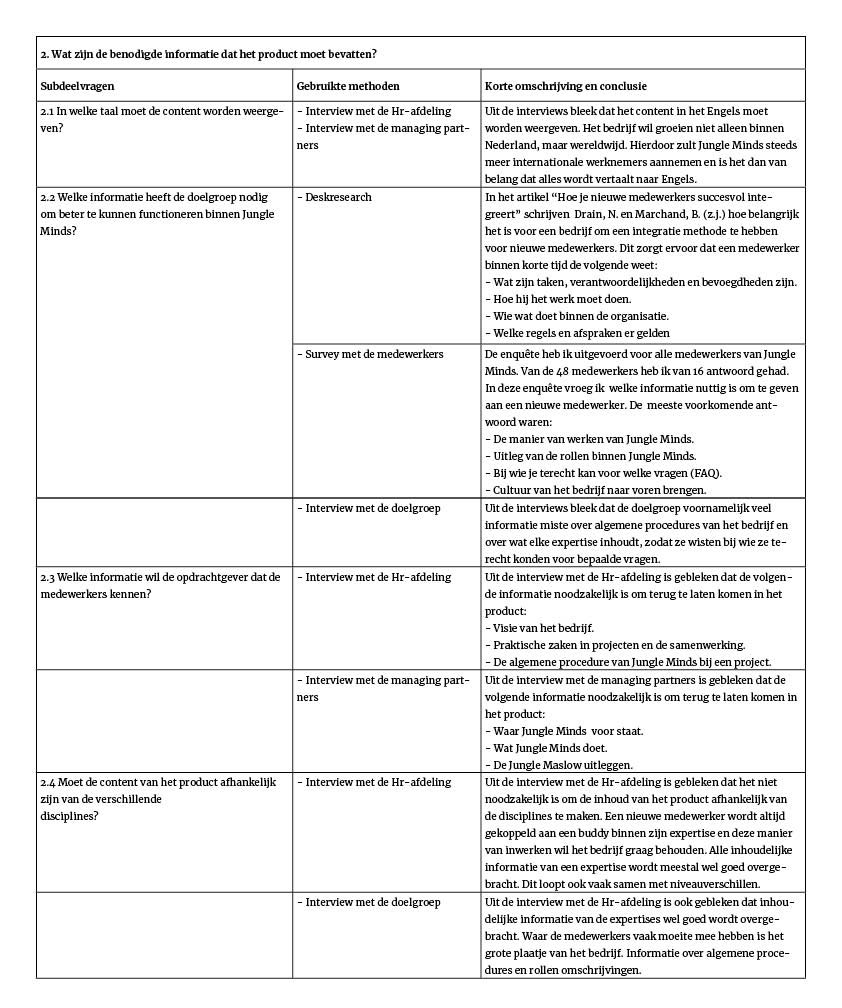 2. Wat zijn de benodigde informatie dat het product moet bevatten?
Subdeelvragen
Gebruikte methoden
Korte omschrijving en conclusie
2.1 In welke taal moet de content worden weerge-
ven?
- Interview met de Hr-afdeling
- Interview met de managing part-
ners
Uit de interviews bleek dat het content in het Engels moet
worden weergeven. Het bedrijf wil groeien niet alleen binnen
Nederland, maar wereldwijd. Hierdoor zult Jungle Minds steeds
meer internationale werknemers aannemen en is het dan van
belang dat alles wordt vertaalt naar Engels.
2.2 Welke informatie heeft de doelgroep nodig
om beter te kunnen functioneren binnen Jungle
Minds?
- Deskresearch
In het artikel “Hoe je nieuwe medewerkers succesvol inte-
greert” schrijven Drain, N. en Marchand, B. (z.j.) hoe belangrijk
het is voor een bedrijf om een integratie methode te hebben
voor nieuwe medewerkers. Dit zorgt ervoor dat een medewerker
binnen korte tijd de volgende weet:
- Wat zijn taken, verantwoordelijkheden en bevoegdheden zijn.
- Hoe hij het werk moet doen.
- Wie wat doet binnen de organisatie.
- Welke regels en afspraken er gelden
- Survey met de medewerkers
De enquête heb ik uitgevoerd voor alle medewerkers van Jungle
Minds. Van de 48 medewerkers heb ik van 16 antwoord gehad.
In deze enquête vroeg ik welke informatie nuttig is om te geven
aan een nieuwe medewerker. De meeste voorkomende ant-
woord waren:
- De manier van werken van Jungle Minds.
- Uitleg van de rollen binnen Jungle Minds.
- Bij wie je terecht kan voor welke vragen (FAQ).
- Cultuur van het bedrijf naar voren brengen.
- Interview met de doelgroep
Uit de interviews bleek dat de doelgroep voornamelijk veel
informatie miste over algemene procedures van het bedrijf en
over wat elke expertise inhoudt, zodat ze wisten bij wie ze te-
recht konden voor bepaalde vragen.
2.3 Welke informatie wil de opdrachtgever dat de
medewerkers kennen?
- Interview met de Hr-afdeling
Uit de interview met de Hr-afdeling is gebleken dat de volgen-
de informatie noodzakelijk is om terug te laten komen in het
product:
- Visie van het bedrijf.
- Praktische zaken in projecten en de samenwerking.
- De algemene procedure van Jungle Minds bij een project.
- Interview met de managing part-
ners
Uit de interview met de managing partners is gebleken dat de
volgende informatie noodzakelijk is om terug te laten komen in
het product:
- Waar Jungle Minds voor staat.
- Wat Jungle Minds doet.
- De Jungle Maslow uitleggen.
2.4 Moet de content van het product afhankelijk
zijn van de verschillende
disciplines?
- Interview met de Hr-afdeling
Uit de interview met de Hr-afdeling is gebleken dat het niet
noodzakelijk is om de inhoud van het product afhankelijk van
de disciplines te maken. Een nieuwe medewerker wordt altijd
gekoppeld aan een buddy binnen zijn expertise en deze manier
van inwerken wil het bedrijf graag behouden. Alle inhoudelijke
informatie van een expertise wordt meestal wel goed overge-
bracht. Dit loopt ook vaak samen met niveauverschillen.
- Interview met de doelgroep
Uit de interview met de Hr-afdeling is ook gebleken dat inhou-
delijke informatie van de expertises wel goed wordt overge-
bracht. Waar de medewerkers vaak moeite mee hebben is het
grote plaatje van het bedrijf. Informatie over algemene proce-
dures en rollen omschrijvingen.